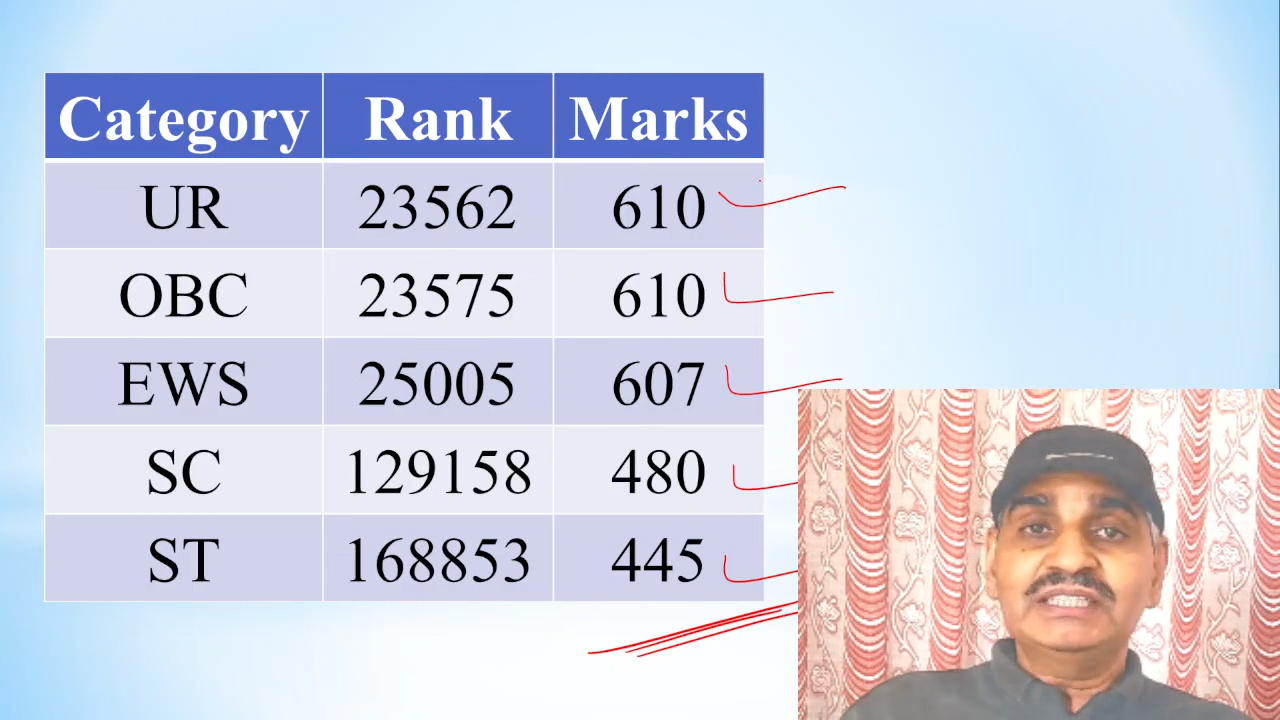 Category Rank Marks
UR 23562 610
OBC 23575 610
EWS 25005 607
SC 129158 480
ST 168853 445